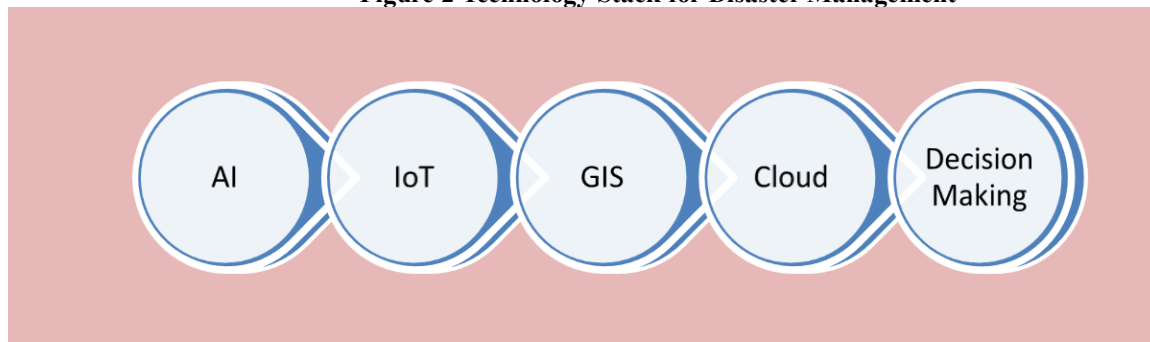 Figure 2 Technology Stack for Disaster Management
AI
IoT
GIS
Cloud
Decision
Making